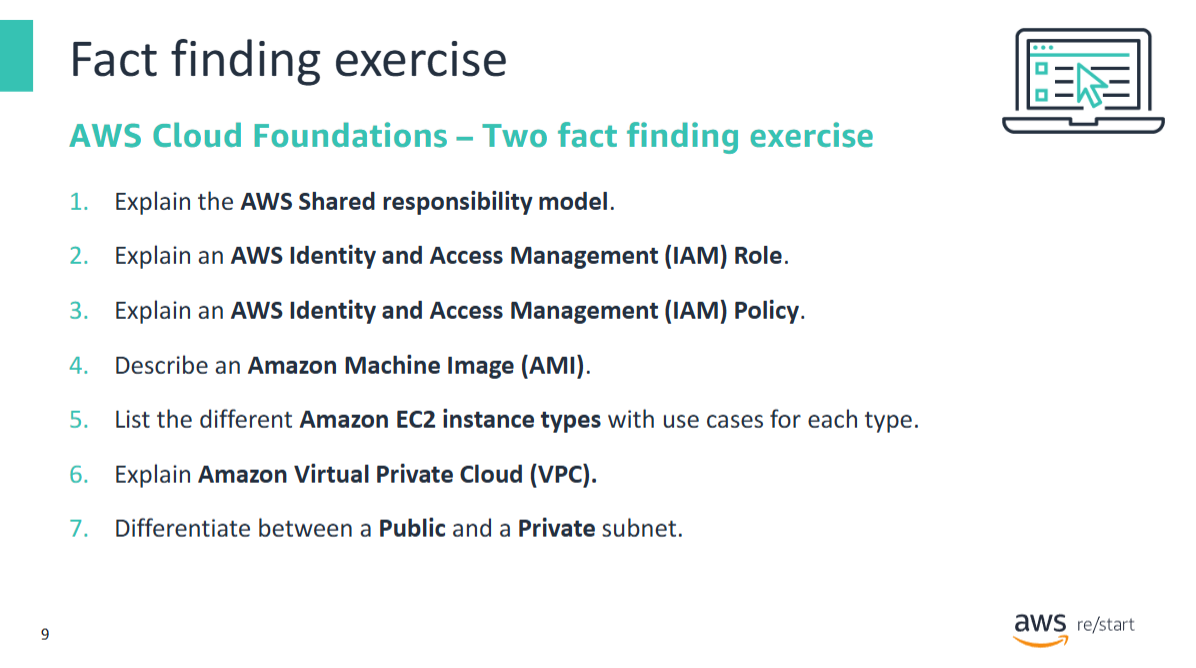 Fact finding exercise
AWS Cloud Foundations – Two fact finding exercise
1. Explain the AWS Shared responsibility model.
2. Explain an AWS Identity and Access Management (IAM) Role.
3. Explain an AWS Identity and Access Management (IAM) Policy.
4. Describe an Amazon Machine Image (AMI).
5. List the different Amazon EC2 instance types with use cases for each type.
6. Explain Amazon Virtual Private Cloud (VPC).
7. Differentiate between a Public and a Private subnet.
9
aws re/start